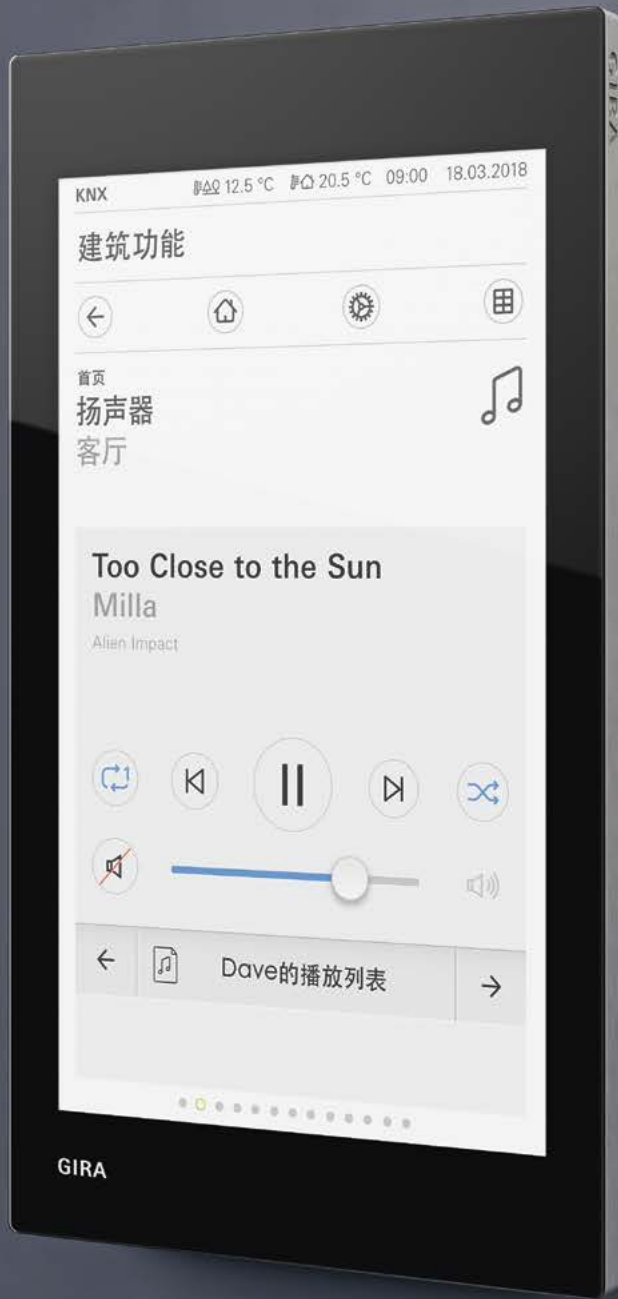 GIRA
KNX 12.5 °C 20.5 °C 09:00 18.03.2018
建筑功能
首页
扬声器
客厅
Too Close to the Sun
Milla
Alien Impact
Dave的播放列表
GIRA